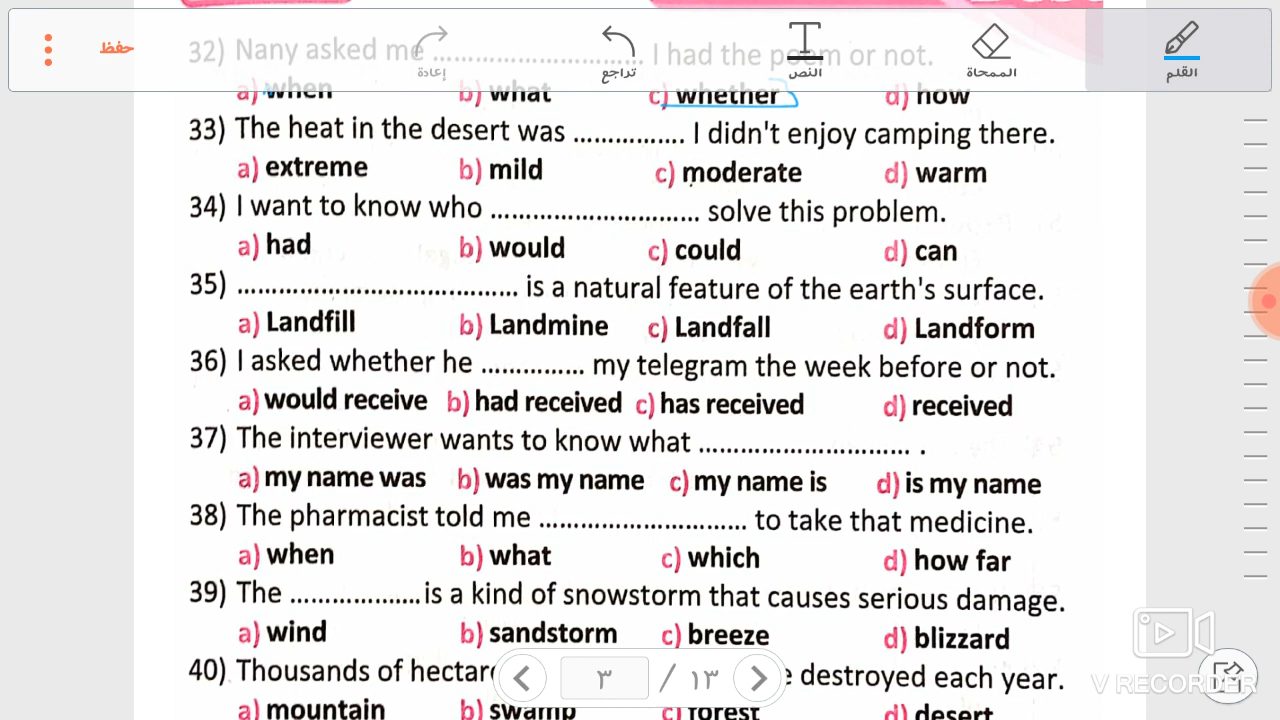 حفظ
إعادة
تراجع
النص
الممحاة
القلم
32) Nany asked me .............................. I had the poem or not.
a) when b) what c) whether d) how
33) The heat in the desert was ................ I didn't enjoy camping there.
a) extreme b) mild c) moderate d) warm
34) I want to know who .............................. solve this problem.
a) had b) would c) could d) can
35) ........................................ is a natural feature of the earth's surface.
a) Landfill b) Landmine c) Landfall d) Landform
36) I asked whether he ............... my telegram the week before or not.
a) would receive b) had received c) has received d) received
37) The interviewer wants to know what .............................. .
a) my name was b) was my name c) my name is d) is my name
38) The pharmacist told me .............................. to take that medicine.
a) when b) what c) which d) how far
39) The ................... is a kind of snowstorm that causes serious damage.
a) wind b) sandstorm c) breeze d) blizzard
40) Thousands of destroyed each year.
a) mountain b) swamp c) forest d) desert
٣ / ١٣
V RECORDER